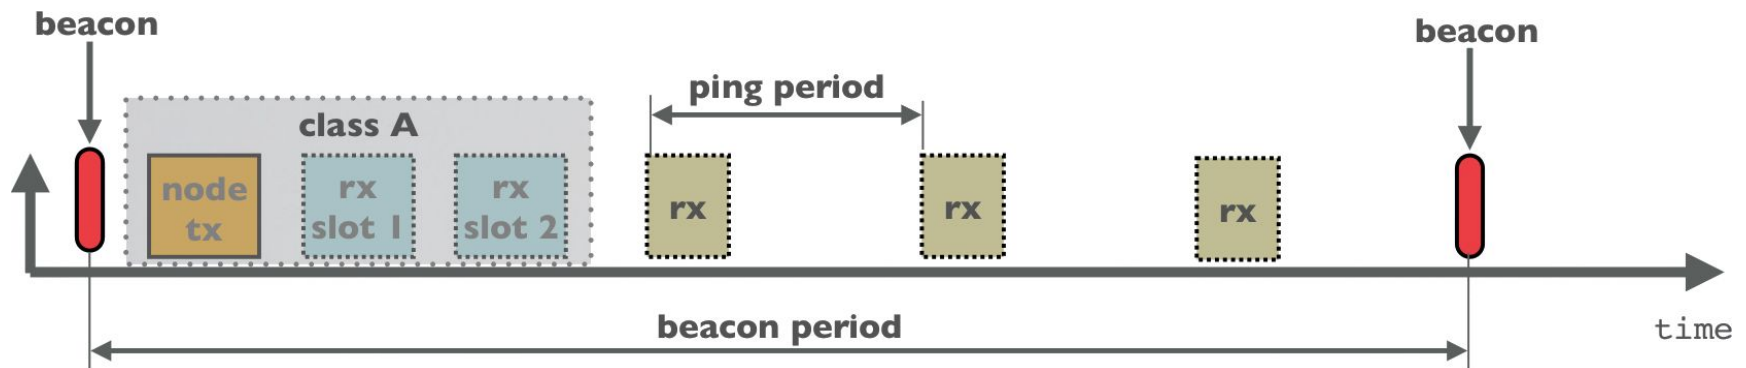 beacon
beacon
ping period
class A
node
tx
rx
slot 1
rx
slot 2
rx
rx
rx
beacon period
time